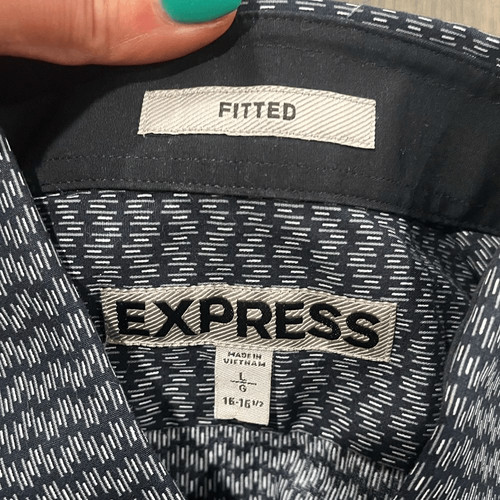 FITTED
EXPRESS
MADE IN
VIETNAM
L
G
16-16 1/2